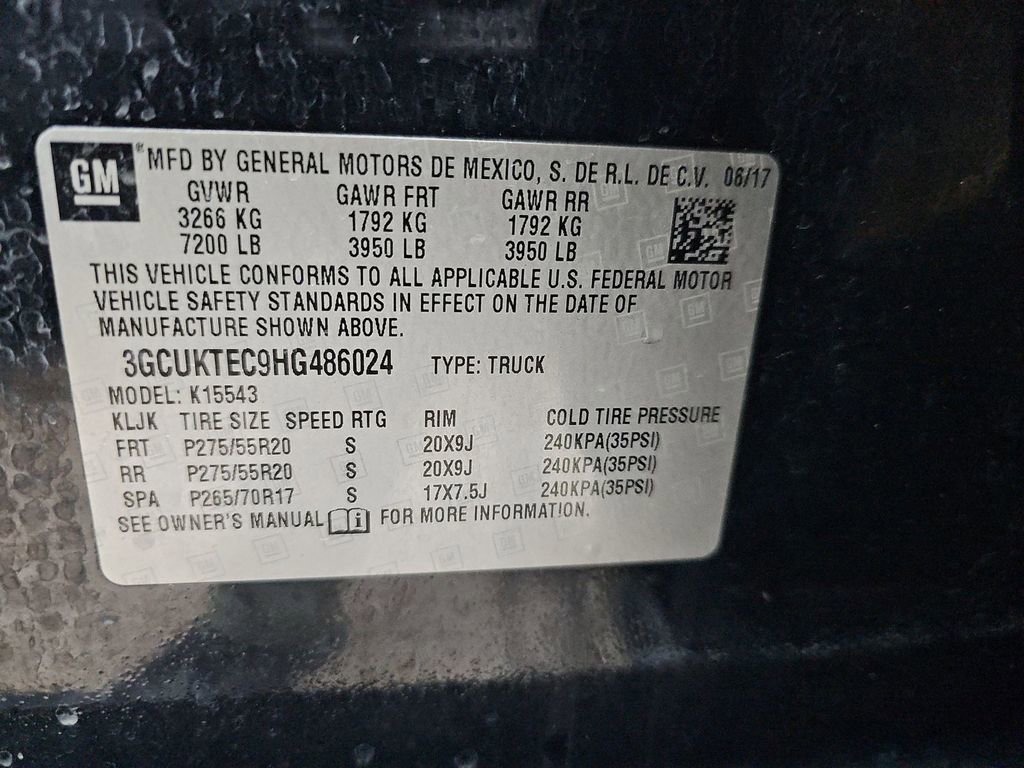 GM ® MFD BY GENERAL MOTORS DE MEXICO, S. DE R.L. DE C.V. 06/17
GVWR GAWR FRT GAWR RR
3266 KG 1792 KG 1792 KG
7200 LB 3950 LB 3950 LB
THIS VEHICLE CONFORMS TO ALL APPLICABLE U.S. FEDERAL MOTOR
VEHICLE SAFETY STANDARDS IN EFFECT ON THE DATE OF
MANUFACTURE SHOWN ABOVE.
3GCUKTEC9HG486024 TYPE: TRUCK
MODEL: K15543
KLJK TIRE SIZE SPEED RTG RIM COLD TIRE PRESSURE
FRT P275/55R20 S 20X9J 240KPA(35PSI)
RR P275/55R20 S 20X9J 240KPA(35PSI)
SPA P265/70R17 S 17X7.5J 240KPA(35PSI)
SEE OWNER'S MANUAL i FOR MORE INFORMATION.